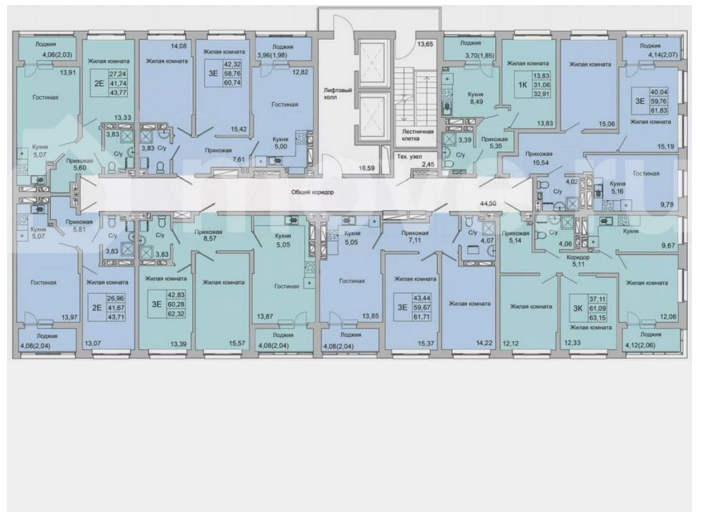 Лоджия
4,06(2,03)
13,91
Гостиная
Кухня
5,07
Прихожая
5,60
Жилая комната
27,24
2Е
41,74
43,77
13,33
3,83
С/у
14,08
Жилая комната
3,83
С/у
Жилая комната
42,32
3Е
58,76
60,74
15,42
Прихожая
7,61
Лоджия
3,96(1,98)
12,82
Гостиная
Кухня
5,00
Лифтовый
холл
16,59
13,65
Лестничная
клетка
Тех. узел
2,45
Лоджия
3,70(1,85)
Кухня
8,49
3,39
С/у
Жилая комната
1К
13,83
31,06
32,91
13,83
Прихожая
5,35
Жилая комната
15,06
Прихожая
10,54
Лоджия
4,14(2,07)
40,04
3Е
59,76
61,83
Жилая комната
15,19
Гостиная
9,79
Кухня
5,16
4,02
С/у
Общий коридор
44,50
Кухня
5,07
Прихожая
5,81
С/у
3,83
Гостиная
13,97
Лоджия
4,08(2,04)
26,96
2Е
41,67
43,71
Жилая комната
13,07
Прихожая
8,57
С/у
3,83
Жилая комната
42,83
3Е
60,28
62,32
13,39
Жилая комната
15,57
Кухня
5,05
Гостиная
13,87
Лоджия
4,08(2,04)
Кухня
5,05
Гостиная
13,85
Лоджия
4,08(2,04)
Прихожая
7,11
С/у
4,07
Жилая комната
43,44
3Е
59,67
61,71
15,37
Жилая комната
14,22
Прихожая
5,14
С/у
4,06
Коридор
5,11
Жилая комната
12,12
Жилая комната
37,11
3К
61,09
63,15
12,33
Кухня
9,67
Жилая комната
12,06
Лоджия
4,12(2,06)